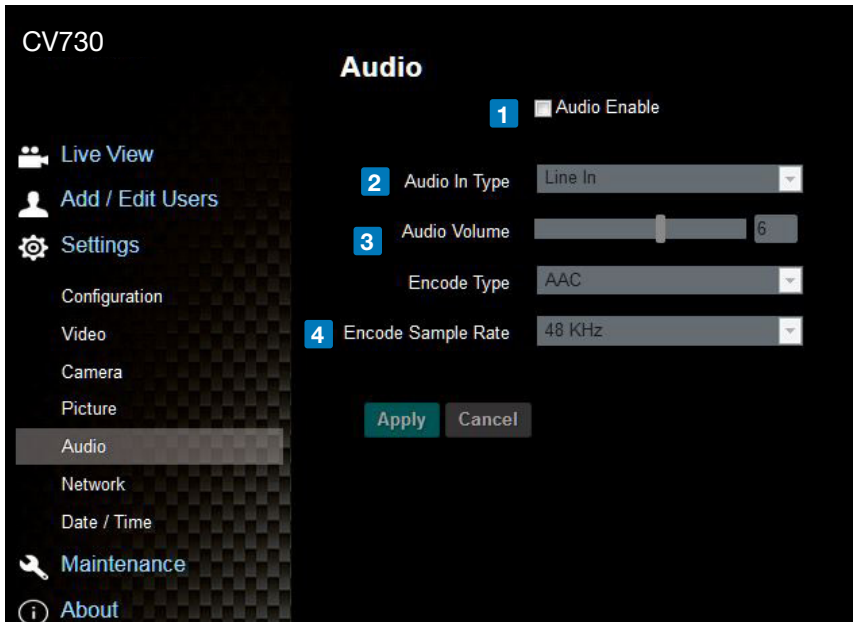 CV730
Live View
Add / Edit Users
Settings
Configuration
Video
Camera
Picture
Audio
Network
Date / Time
Maintenance
About
Audio
1 Audio Enable
2 Audio In Type Line In
3 Audio Volume 6
Encode Type AAC
4 Encode Sample Rate 48 KHz
Apply Cancel